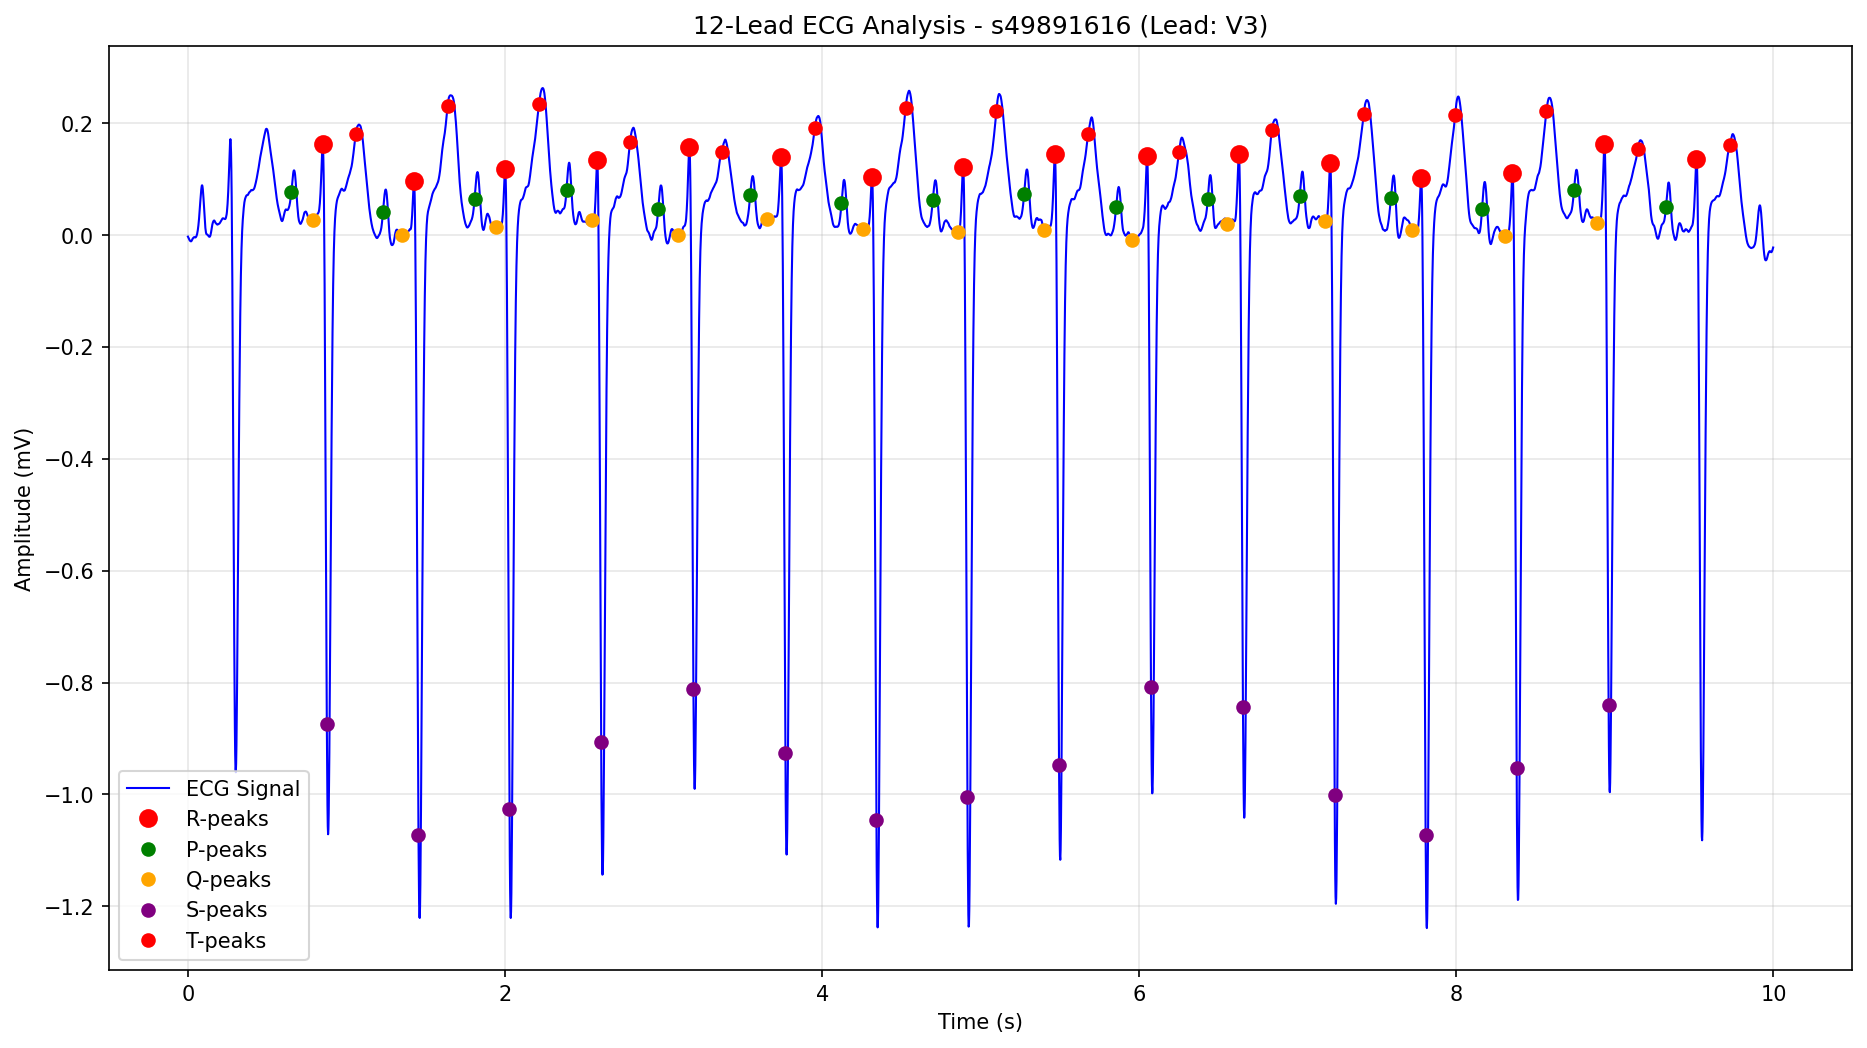 12-Lead ECG Analysis - s49891616 (Lead: V3)
Amplitude (mV)
0.2
0.0
−0.2
−0.4
−0.6
−0.8
−1.0
−1.2
ECG Signal
R-peaks
P-peaks
Q-peaks
S-peaks
T-peaks
0 2 4 6 8 10
Time (s)